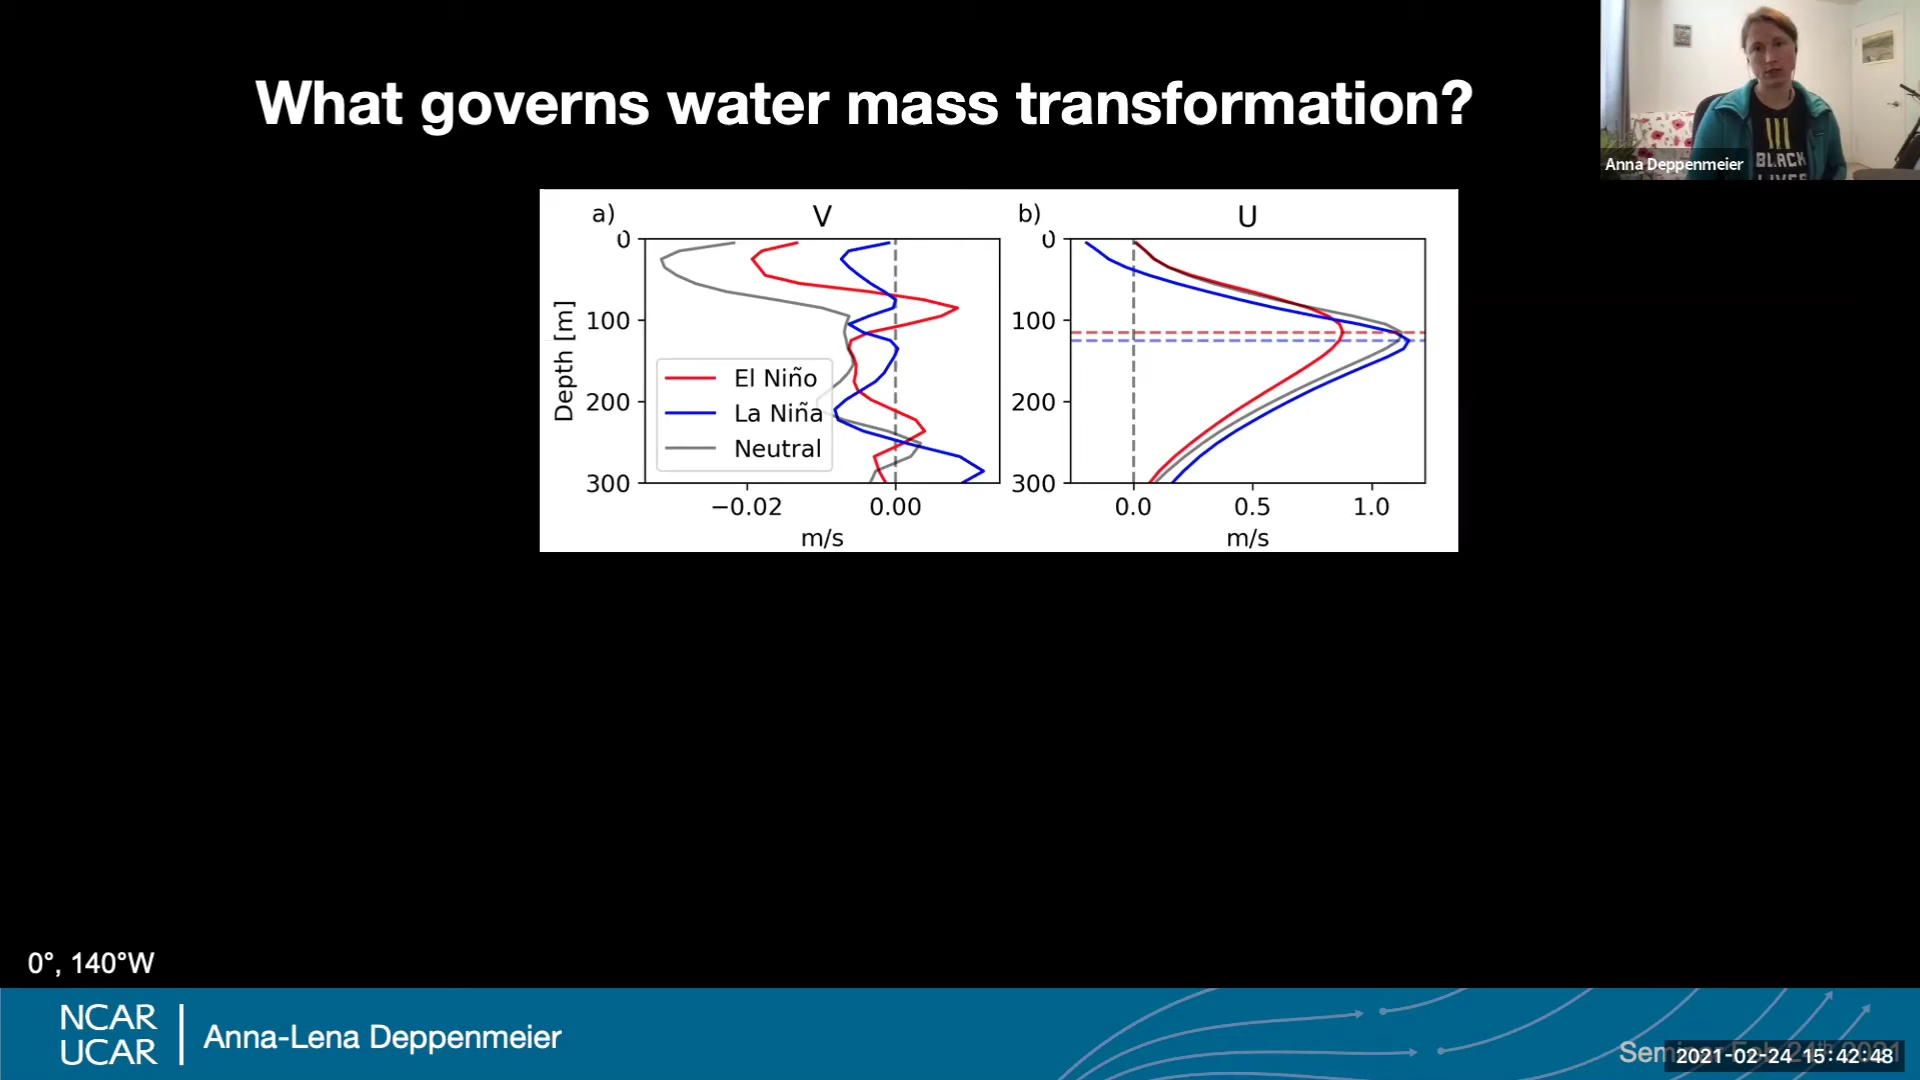 What governs water mass transformation?
Anna Deppenmeier
BLACK
LIVES
a) V
b) U
0
100
200
300
Depth [m]
El Niño
La Niña
Neutral
−0.02 0.00
m/s
0
100
200
300
0.0 0.5 1.0
m/s
0°, 140°W
NCAR
UCAR
Anna-Lena Deppenmeier
2021-02-24 15:42:48